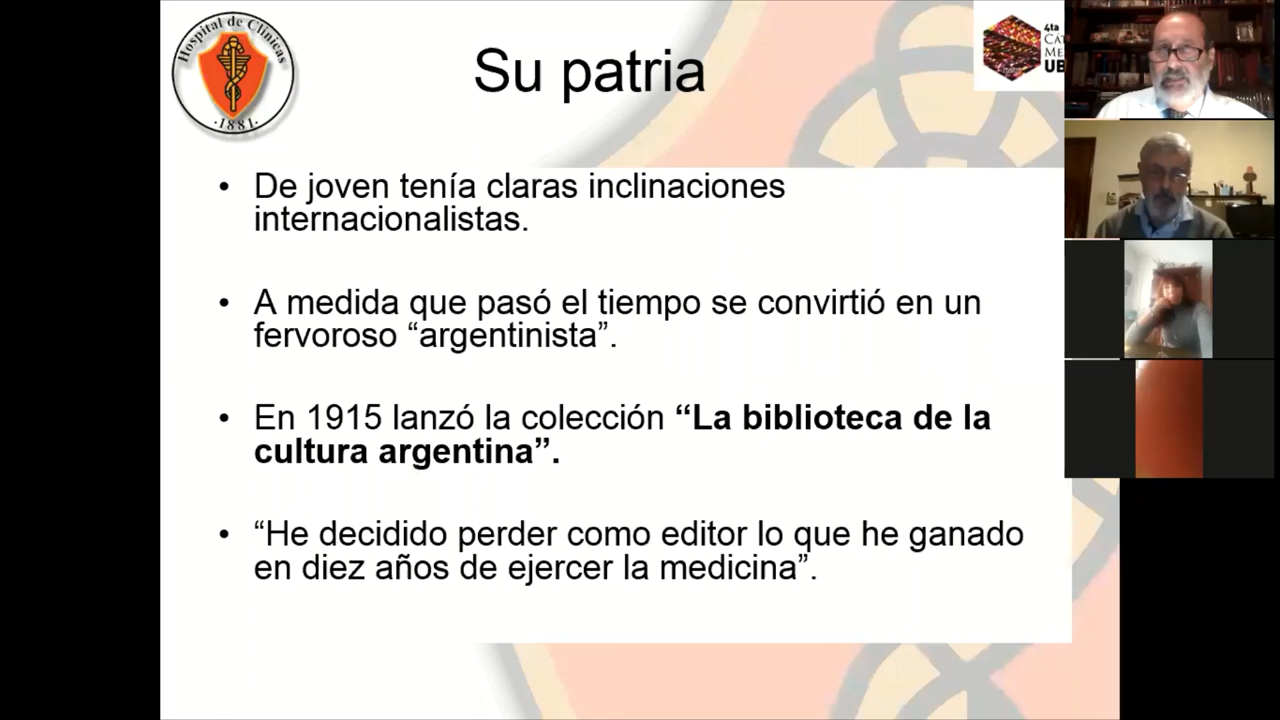 Hospital de Clínicas
·1881·
Su patria
4ta
UB
• De joven tenía claras inclinaciones
internacionalistas.
• A medida que pasó el tiempo se convirtió en un
fervoroso “argentinista”.
• En 1915 lanzó la colección “La biblioteca de la
cultura argentina”.
• “He decidido perder como editor lo que he ganado
en diez años de ejercer la medicina”.